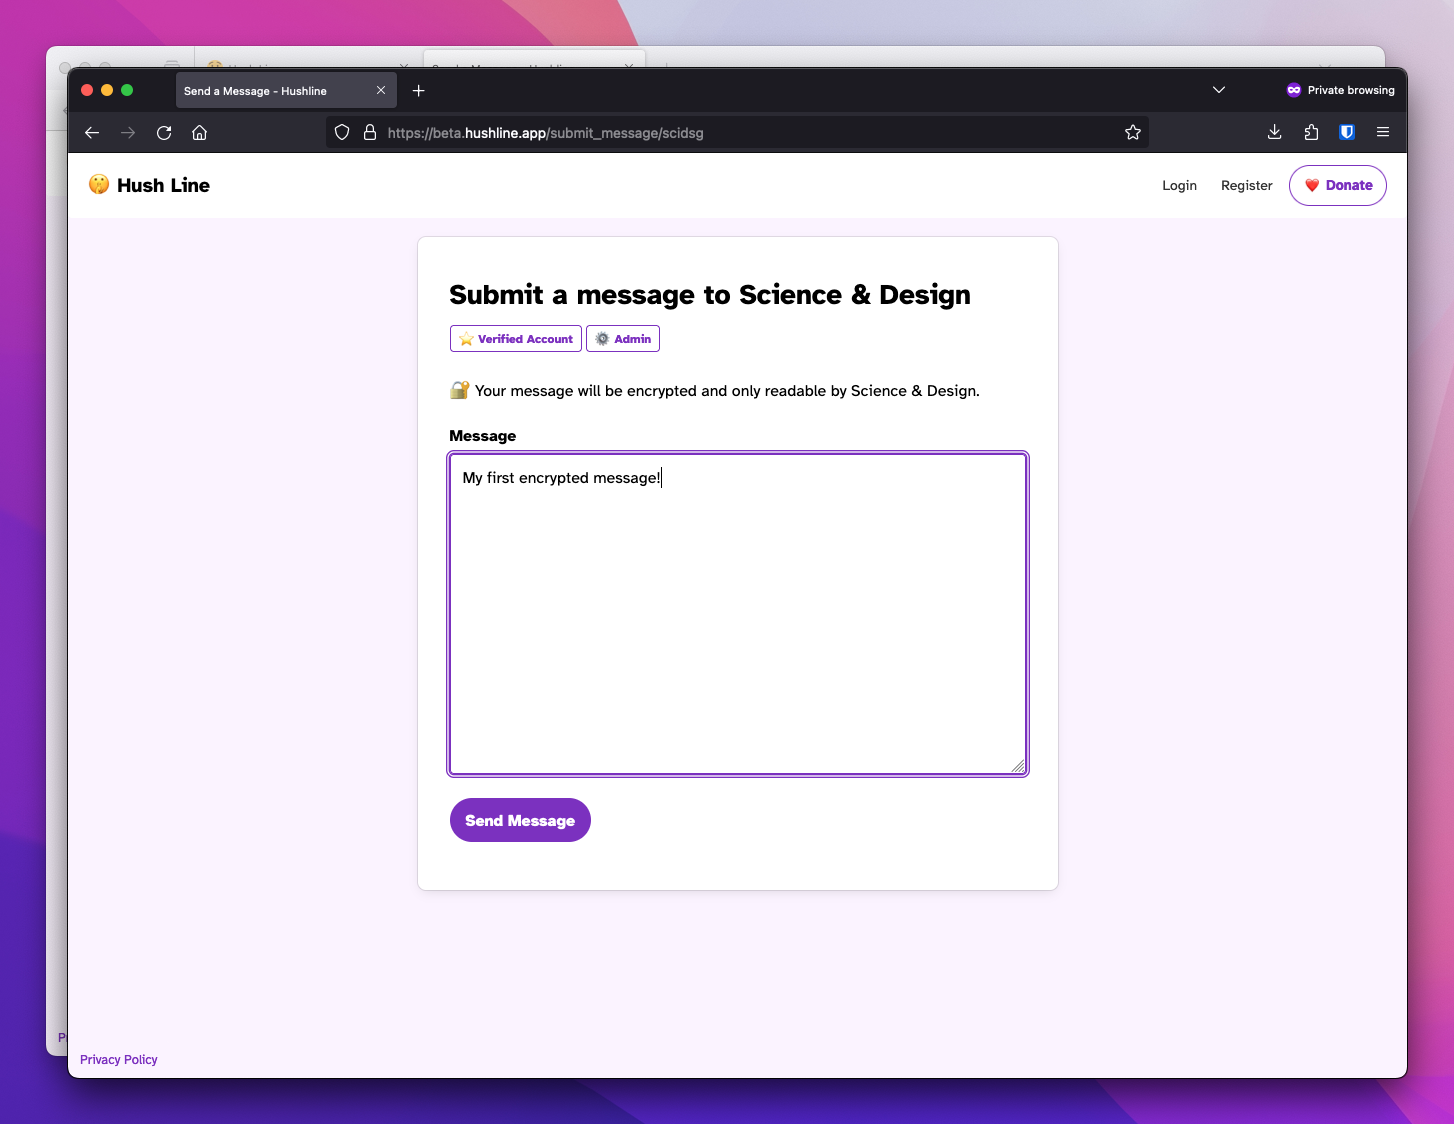 Send a Message - Hushline
Private browsing
https://beta.hushline.app/submit_message/scidsg
Hush Line
Login
Register
Donate
Submit a message to Science & Design
Verified Account
Admin
Your message will be encrypted and only readable by Science & Design.
Message
My first encrypted message!
Send Message
Privacy Policy